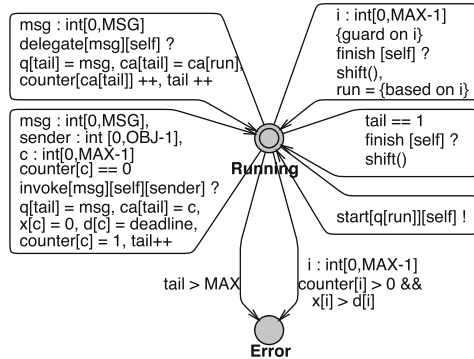 msg : int[0,MSG]
delegate[msg][self] ?
q[tail] = msg, ca[tail] = ca[run],
counter[ca[tail]] ++, tail ++
i : int[0,MAX-1]
{guard on i}
finish [self] ?
shift(),
run = {based on i}
msg : int[0,MSG],
sender : int [0,OBJ-1],
c : int[0,MAX-1]
counter[c] == 0
invoke[msg][self][sender] ?
q[tail] = msg, ca[tail] = c,
x[c] = 0, d[c] = deadline,
counter[c] = 1, tail++
tail == 1
finish [self] ?
shift()
Running
start[q[run]][self] !
tail > MAX
i : int[0,MAX-1]
counter[i] > 0 &&
x[i] > d[i]
Error